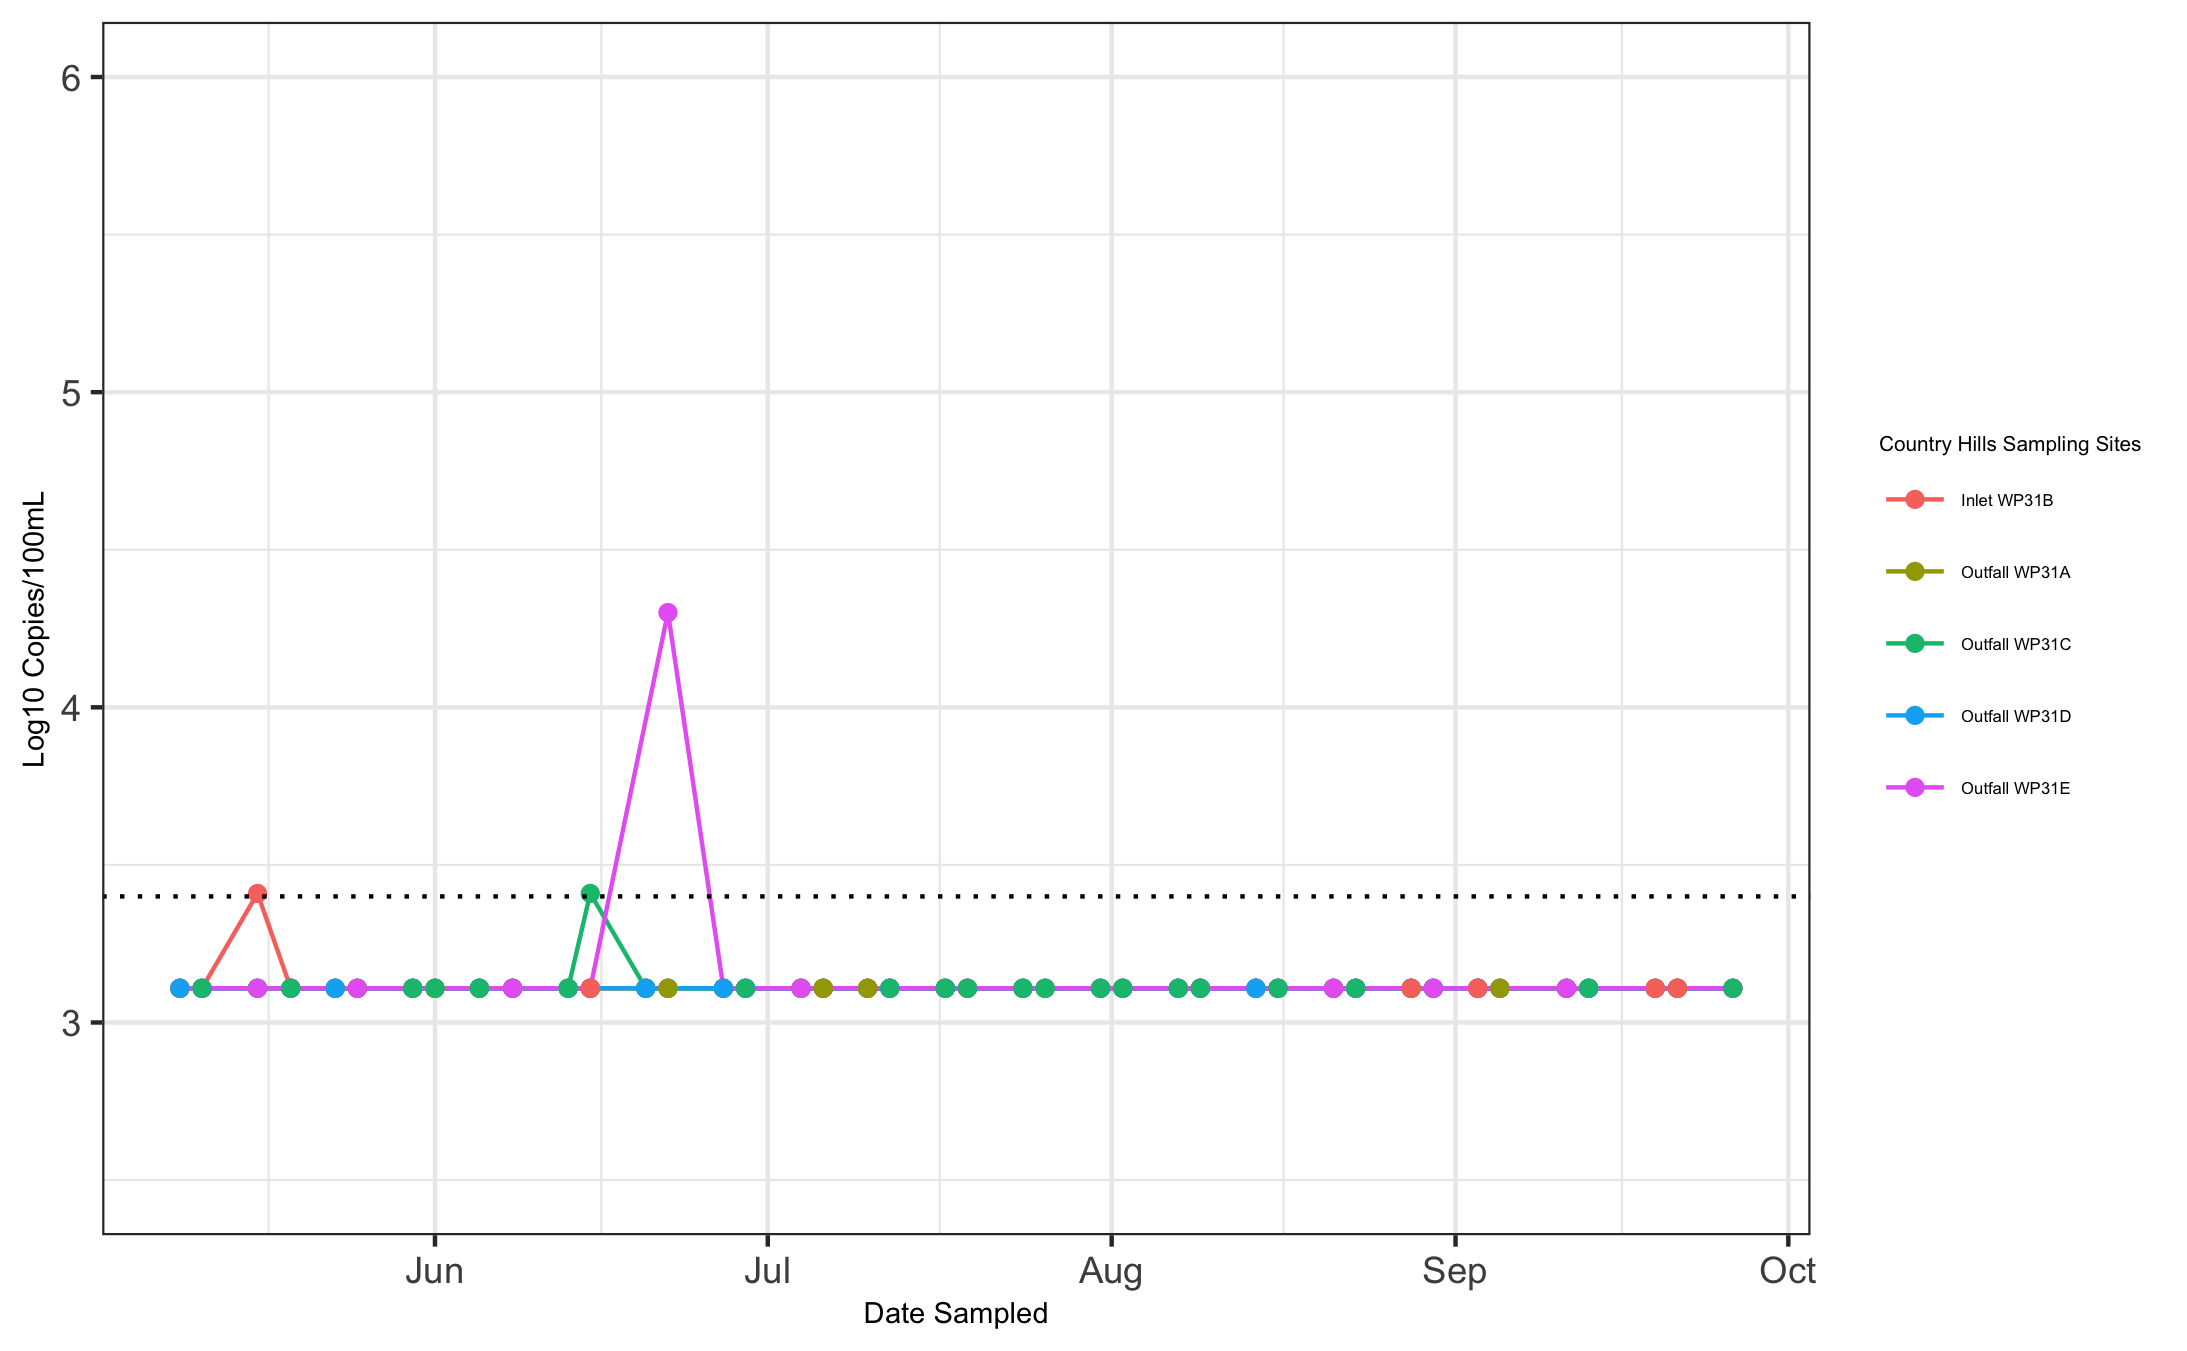 6
5
4
3
Log10 Copies/100mL
Jun
Jul
Aug
Sep
Oct
Date Sampled
Country Hills Sampling Sites
Inlet WP31B
Outfall WP31A
Outfall WP31C
Outfall WP31D
Outfall WP31E